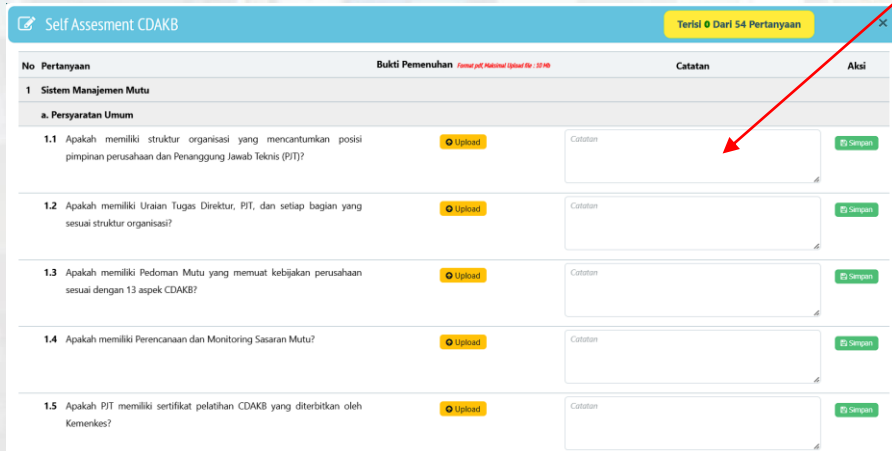 Self Assesment CDAKB
Terisi 0 Dari 54 Pertanyaan
×
No Pertanyaan Bukti Pemenuhan Format pdf, Maksimal Upload file : 10 Mb Catatan Aksi
1 Sistem Manajemen Mutu
a. Persyaratan Umum
1.1 Apakah memiliki struktur organisasi yang mencantumkan posisi
pimpinan perusahaan dan Penanggung Jawab Teknis (PJT)?
Upload
Catatan
Simpan
1.2 Apakah memiliki Uraian Tugas Direktur, PJT, dan setiap bagian yang
sesuai struktur organisasi?
Upload
Catatan
Simpan
1.3 Apakah memiliki Pedoman Mutu yang memuat kebijakan perusahaan
sesuai dengan 13 aspek CDAKB?
Upload
Catatan
Simpan
1.4 Apakah memiliki Perencanaan dan Monitoring Sasaran Mutu?
Upload
Catatan
Simpan
1.5 Apakah PJT memiliki sertifikat pelatihan CDAKB yang diterbitkan oleh
Kemenkes?
Upload
Catatan
Simpan